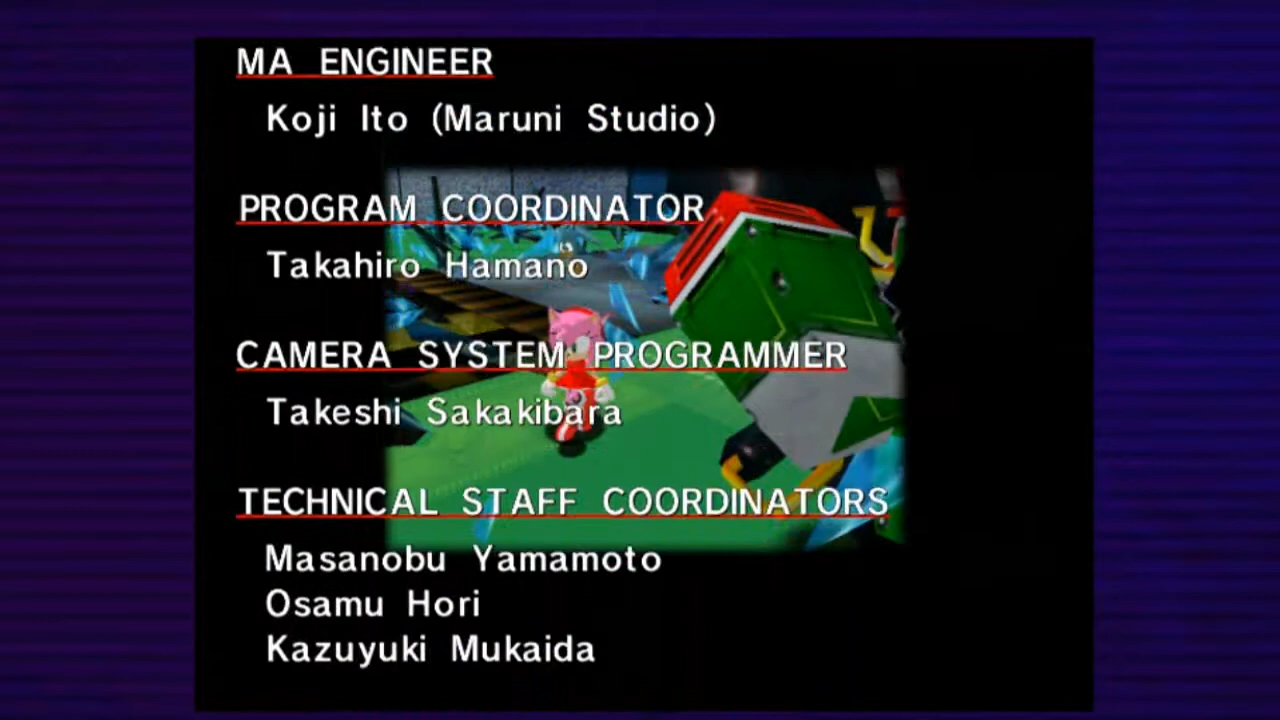 MA ENGINEER
Koji Ito (Maruni Studio)
PROGRAM COORDINATOR
Takahiro Hamano
CAMERA SYSTEM PROGRAMMER
Takeshi Sakakibara
TECHNICAL STAFF COORDINATORS
Masanobu Yamamoto
Osamu Hori
Kazuyuki Mukaida